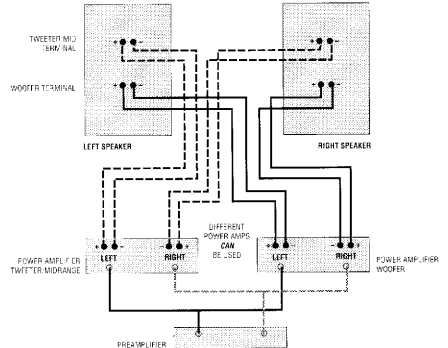 TWEETER MID
TERMINAL
WOOFER TERMINAL
LEFT SPEAKER
RIGHT SPEAKER
+ − + −
+ − + −
DIFFERENT
POWER AMPS
CAN
BE USED
+ − + − + − − +
LEFT
RIGHT
LEFT
RIGHT
POWER AMPLIFIER
TWEETER/MIDRANGE
POWER AMPLIFIER
WOOFER
PREAMPLIFIER